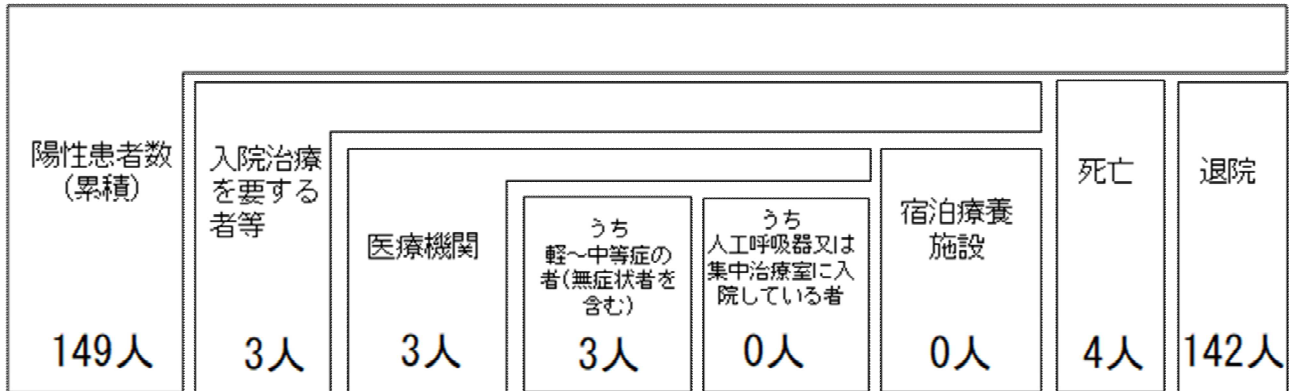 陽性患者数
(累積)
149人
入院治療
を要する
者等
3人
医療機関
3人
うち
軽～中等症の
者(無症状者を
含む)
3人
うち
人工呼吸器又は
集中治療室に入
院している者
0人
宿泊療養
施設
0人
死亡
4人
退院
142人